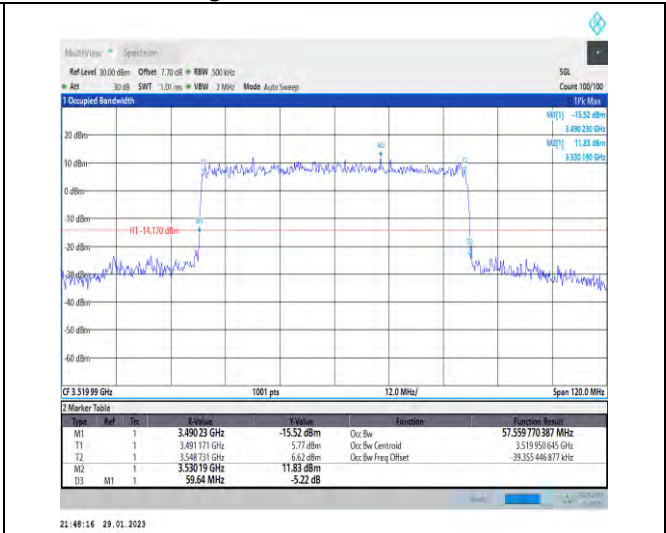 MultiView Spectrum
Ref Level 30.00 dBm Offset 7.70 dB RBW 500 kHz SGL
Att 30 dB SWT 1.01 ms VBW 2 MHz Mode Auto Sweep Count 100/100
1 Occupied Bandwidth 1Pk Max
M1[1] -15.52 dBm
3.490 230 GHz
20 dBm
M2
M2[1] 11.83 dBm
3.530 190 GHz
10 dBm
T1
T2
0 dBm
-10 dBm
M1
H1 -14.170 dBm
-20 dBm
D3
-30 dBm
-40 dBm
-50 dBm
-60 dBm
CF 3.519 99 GHz 1001 pts 12.0 MHz/ Span 120.0 MHz
2 Marker Table
Type Ref Trc X-Value Y-Value Function Function Result
M1 1 3.490 23 GHz -15.52 dBm Occ Bw 57.559 770 387 MHz
T1 1 3.491 171 GHz 5.77 dBm Occ Bw Centroid 3.519 950 645 GHz
T2 1 3.548 731 GHz 6.62 dBm Occ Bw Freq Offset -39.355 446 877 kHz
M2 1 3.530 19 GHz 11.83 dBm
D3 M1 1 59.64 MHz -5.22 dB
21:48:16 29.01.2023